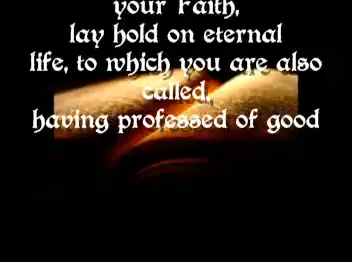 your Faith,
lay hold on eternal
life, to which you are also
called,
having professed of good